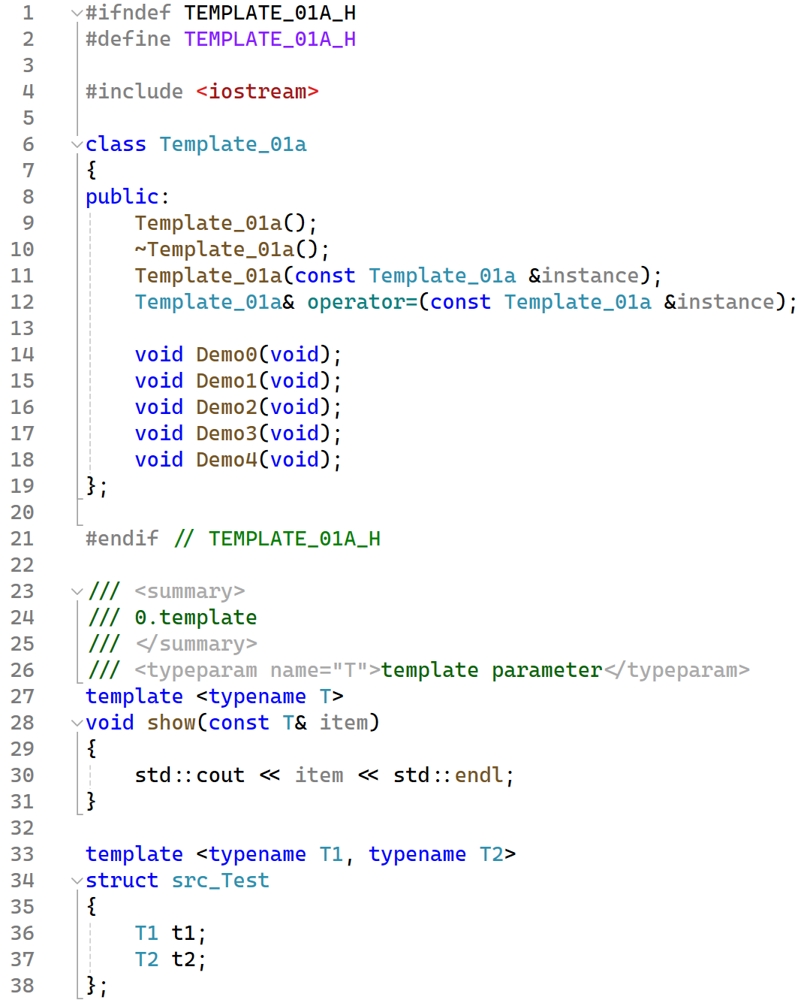 1 #ifndef TEMPLATE_01A_H
2 #define TEMPLATE_01A_H
3
4 #include <iostream>
5
6 class Template_01a
7 {
8 public:
9     Template_01a();
10     ~Template_01a();
11     Template_01a(const Template_01a &instance);
12     Template_01a& operator=(const Template_01a &instance);
13
14     void Demo0(void);
15     void Demo1(void);
16     void Demo2(void);
17     void Demo3(void);
18     void Demo4(void);
19 };
20
21 #endif // TEMPLATE_01A_H
22
23 /// <summary>
24 /// 0.template
25 /// </summary>
26 /// <typeparam name="T">template parameter</typeparam>
27 template <typename T>
28 void show(const T& item)
29 {
30     std::cout << item << std::endl;
31 }
32
33 template <typename T1, typename T2>
34 struct src_Test
35 {
36     T1 t1;
37     T2 t2;
38 };